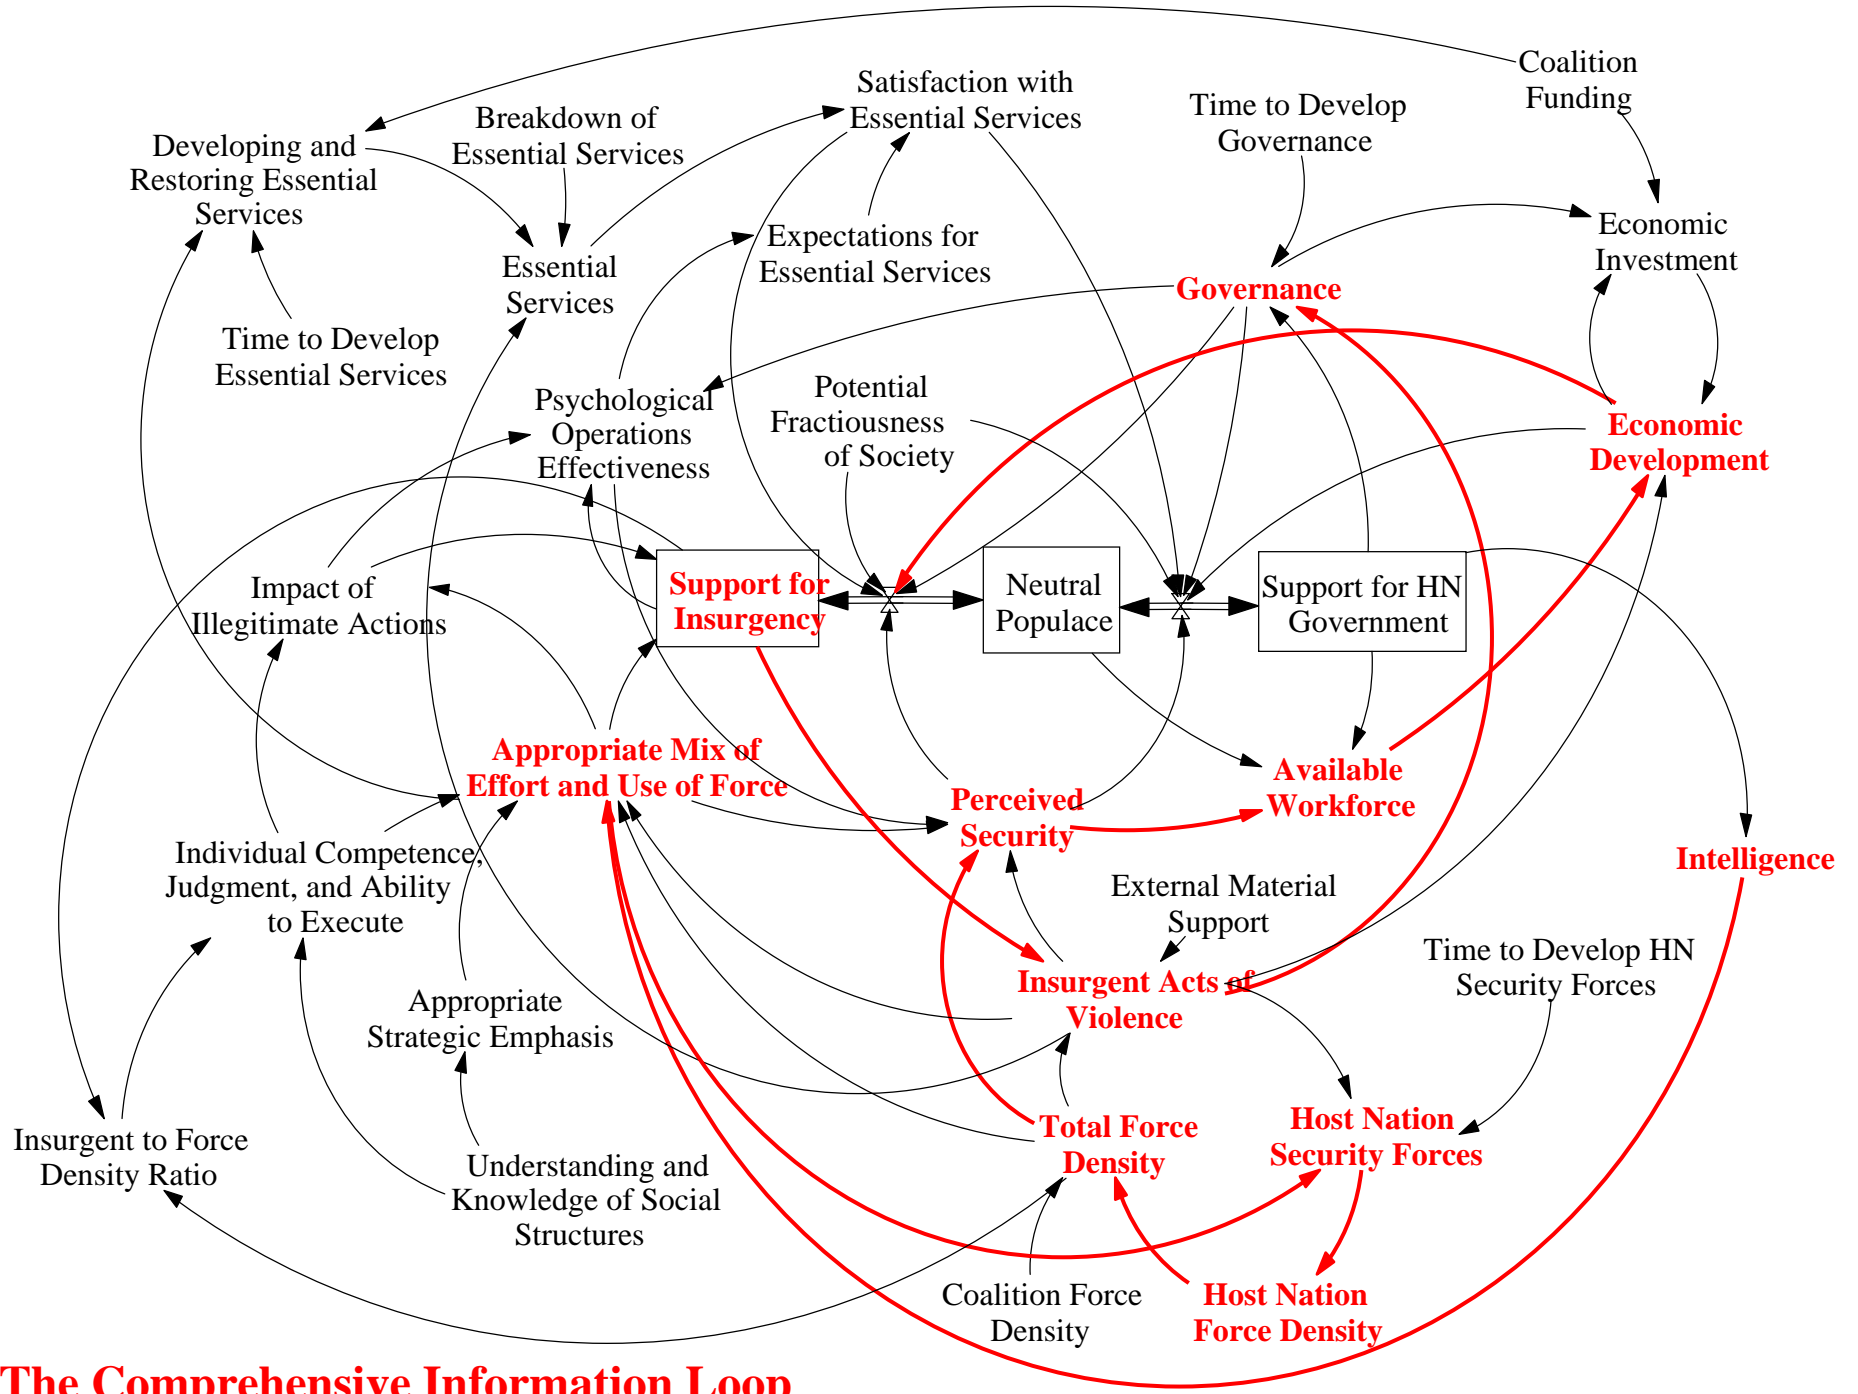 Coalition
Funding
Satisfaction with
Essential Services
Time to Develop
Governance
Breakdown of
Essential Services
Developing and
Restoring Essential
Services
Economic
Investment
Expectations for
Essential Services
Essential
Services
Governance
Time to Develop
Essential Services
Psychological
Operations
Effectiveness
Potential
Fractiousness
of Society
Economic
Development
Impact of
Illegitimate Actions
Support for
Insurgency
Neutral
Populace
Support for HN
Government
Appropriate Mix of
Effort and Use of Force
Perceived
Security
Available
Workforce
Intelligence
Individual Competence,
Judgment, and Ability
to Execute
External Material
Support
Time to Develop HN
Security Forces
Appropriate
Strategic Emphasis
Insurgent Acts of
Violence
Insurgent to Force
Density Ratio
Understanding and
Knowledge of Social
Structures
Total Force
Density
Host Nation
Security Forces
Coalition Force
Density
Host Nation
Force Density
The Comprehensive Information Loop